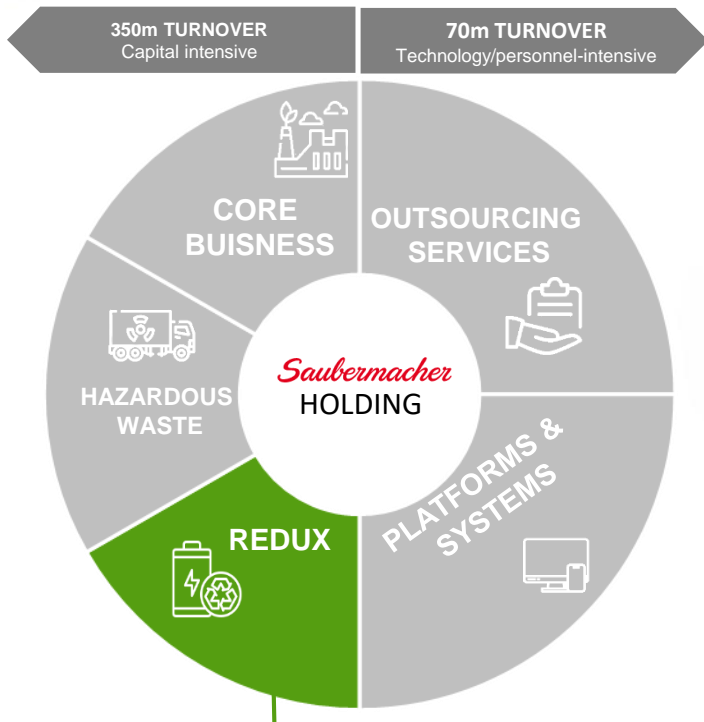 350m TURNOVER
Capital intensive
70m TURNOVER
Technology/personnel-intensive
CORE
BUISNESS
OUTSOURCING
SERVICES
HAZARDOUS
WASTE
Saubermacher
HOLDING
PLATFORMS &
SYSTEMS
REDUX